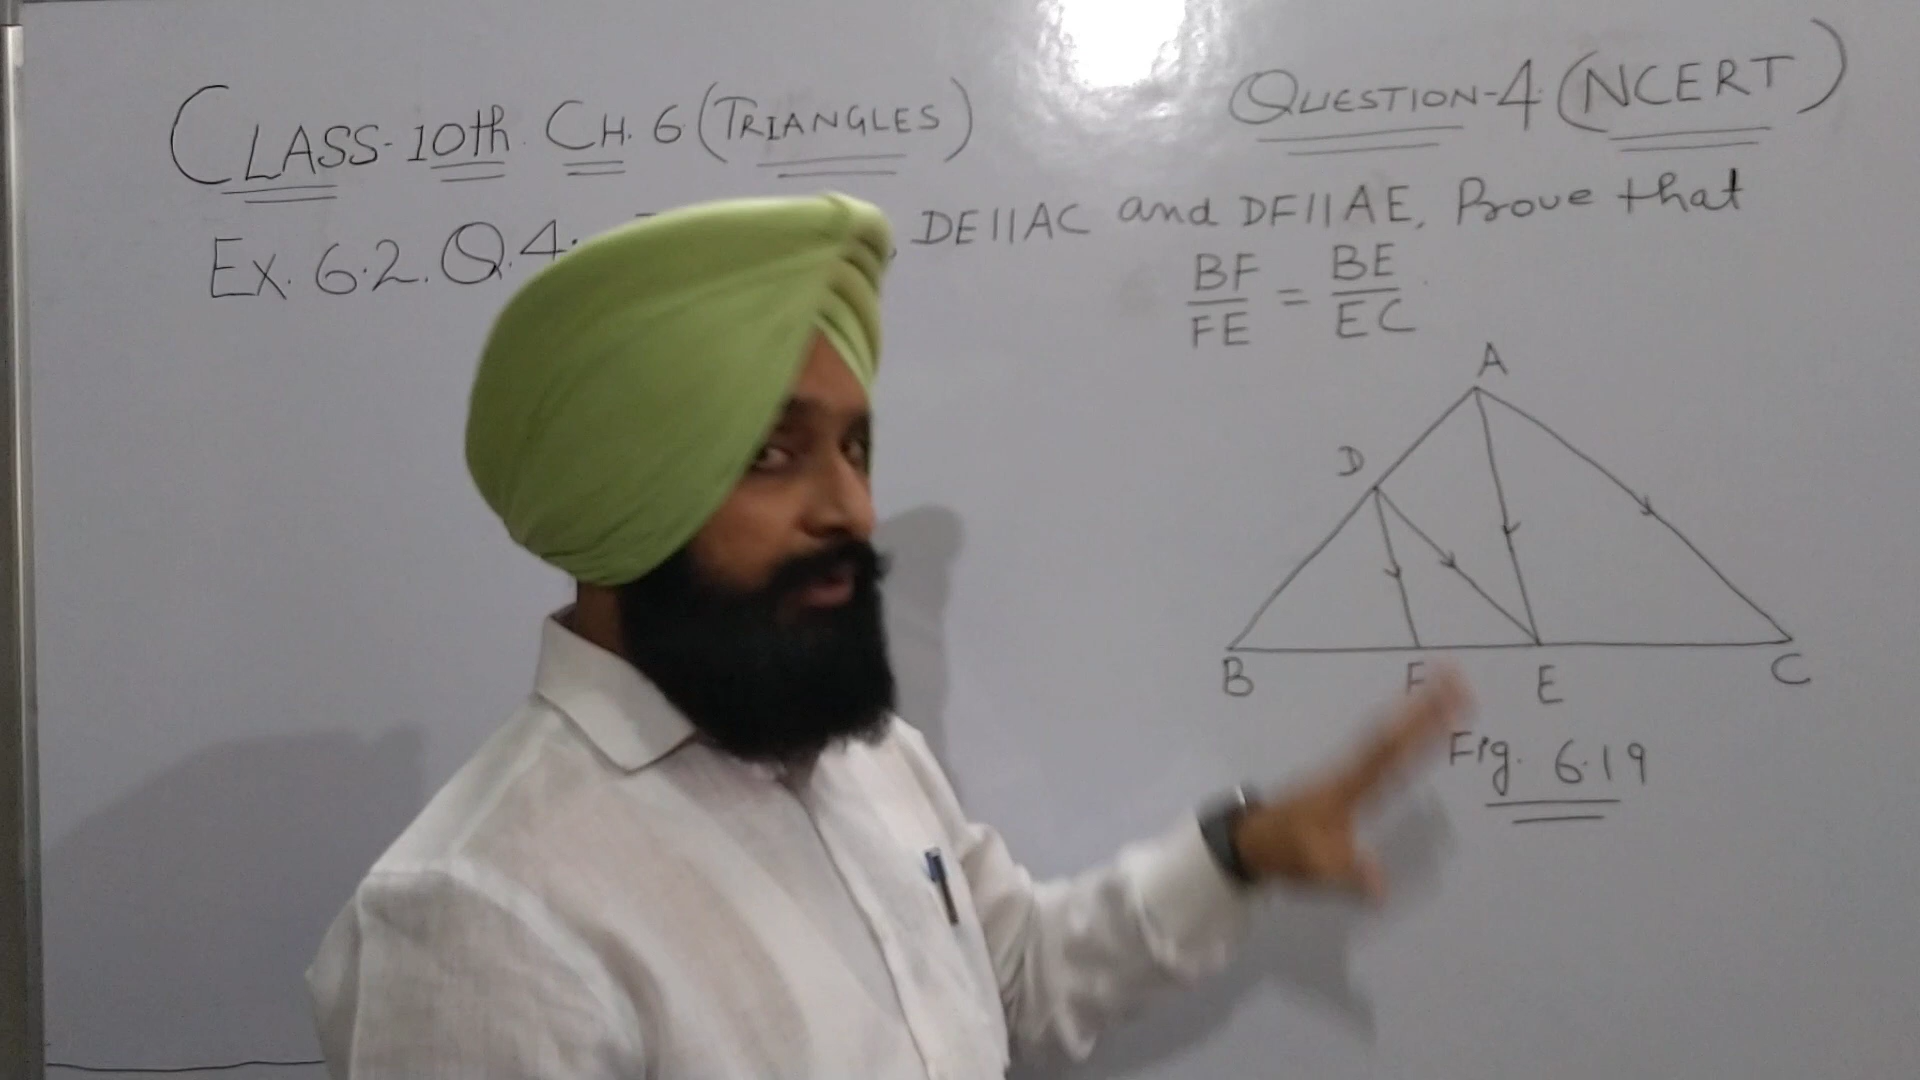 CLASS-10th. CH. 6 (TRIANGLES)
QUESTION-4. (NCERT)
Ex. 6.2. Q.4. , DE||AC and DF||AE, Prove that
BF/FE = BE/EC.
A
D
B F E C
Fig. 6.19